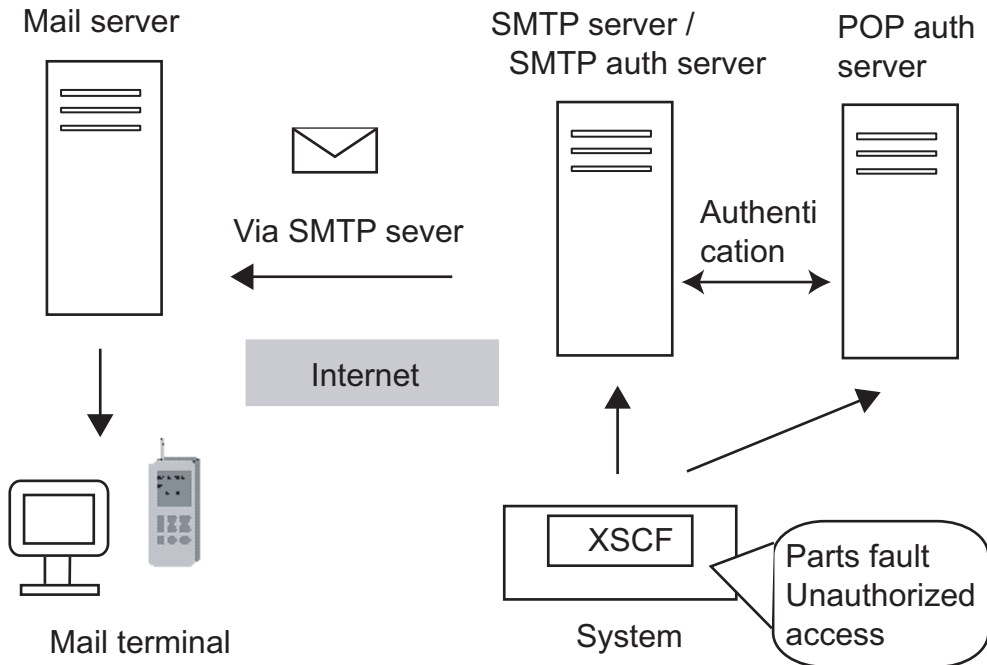 Mail server
SMTP server /
SMTP auth server
POP auth
server
Via SMTP sever
Authenti
cation
Internet
XSCF
Parts fault
Unauthorized
access
Mail terminal
System